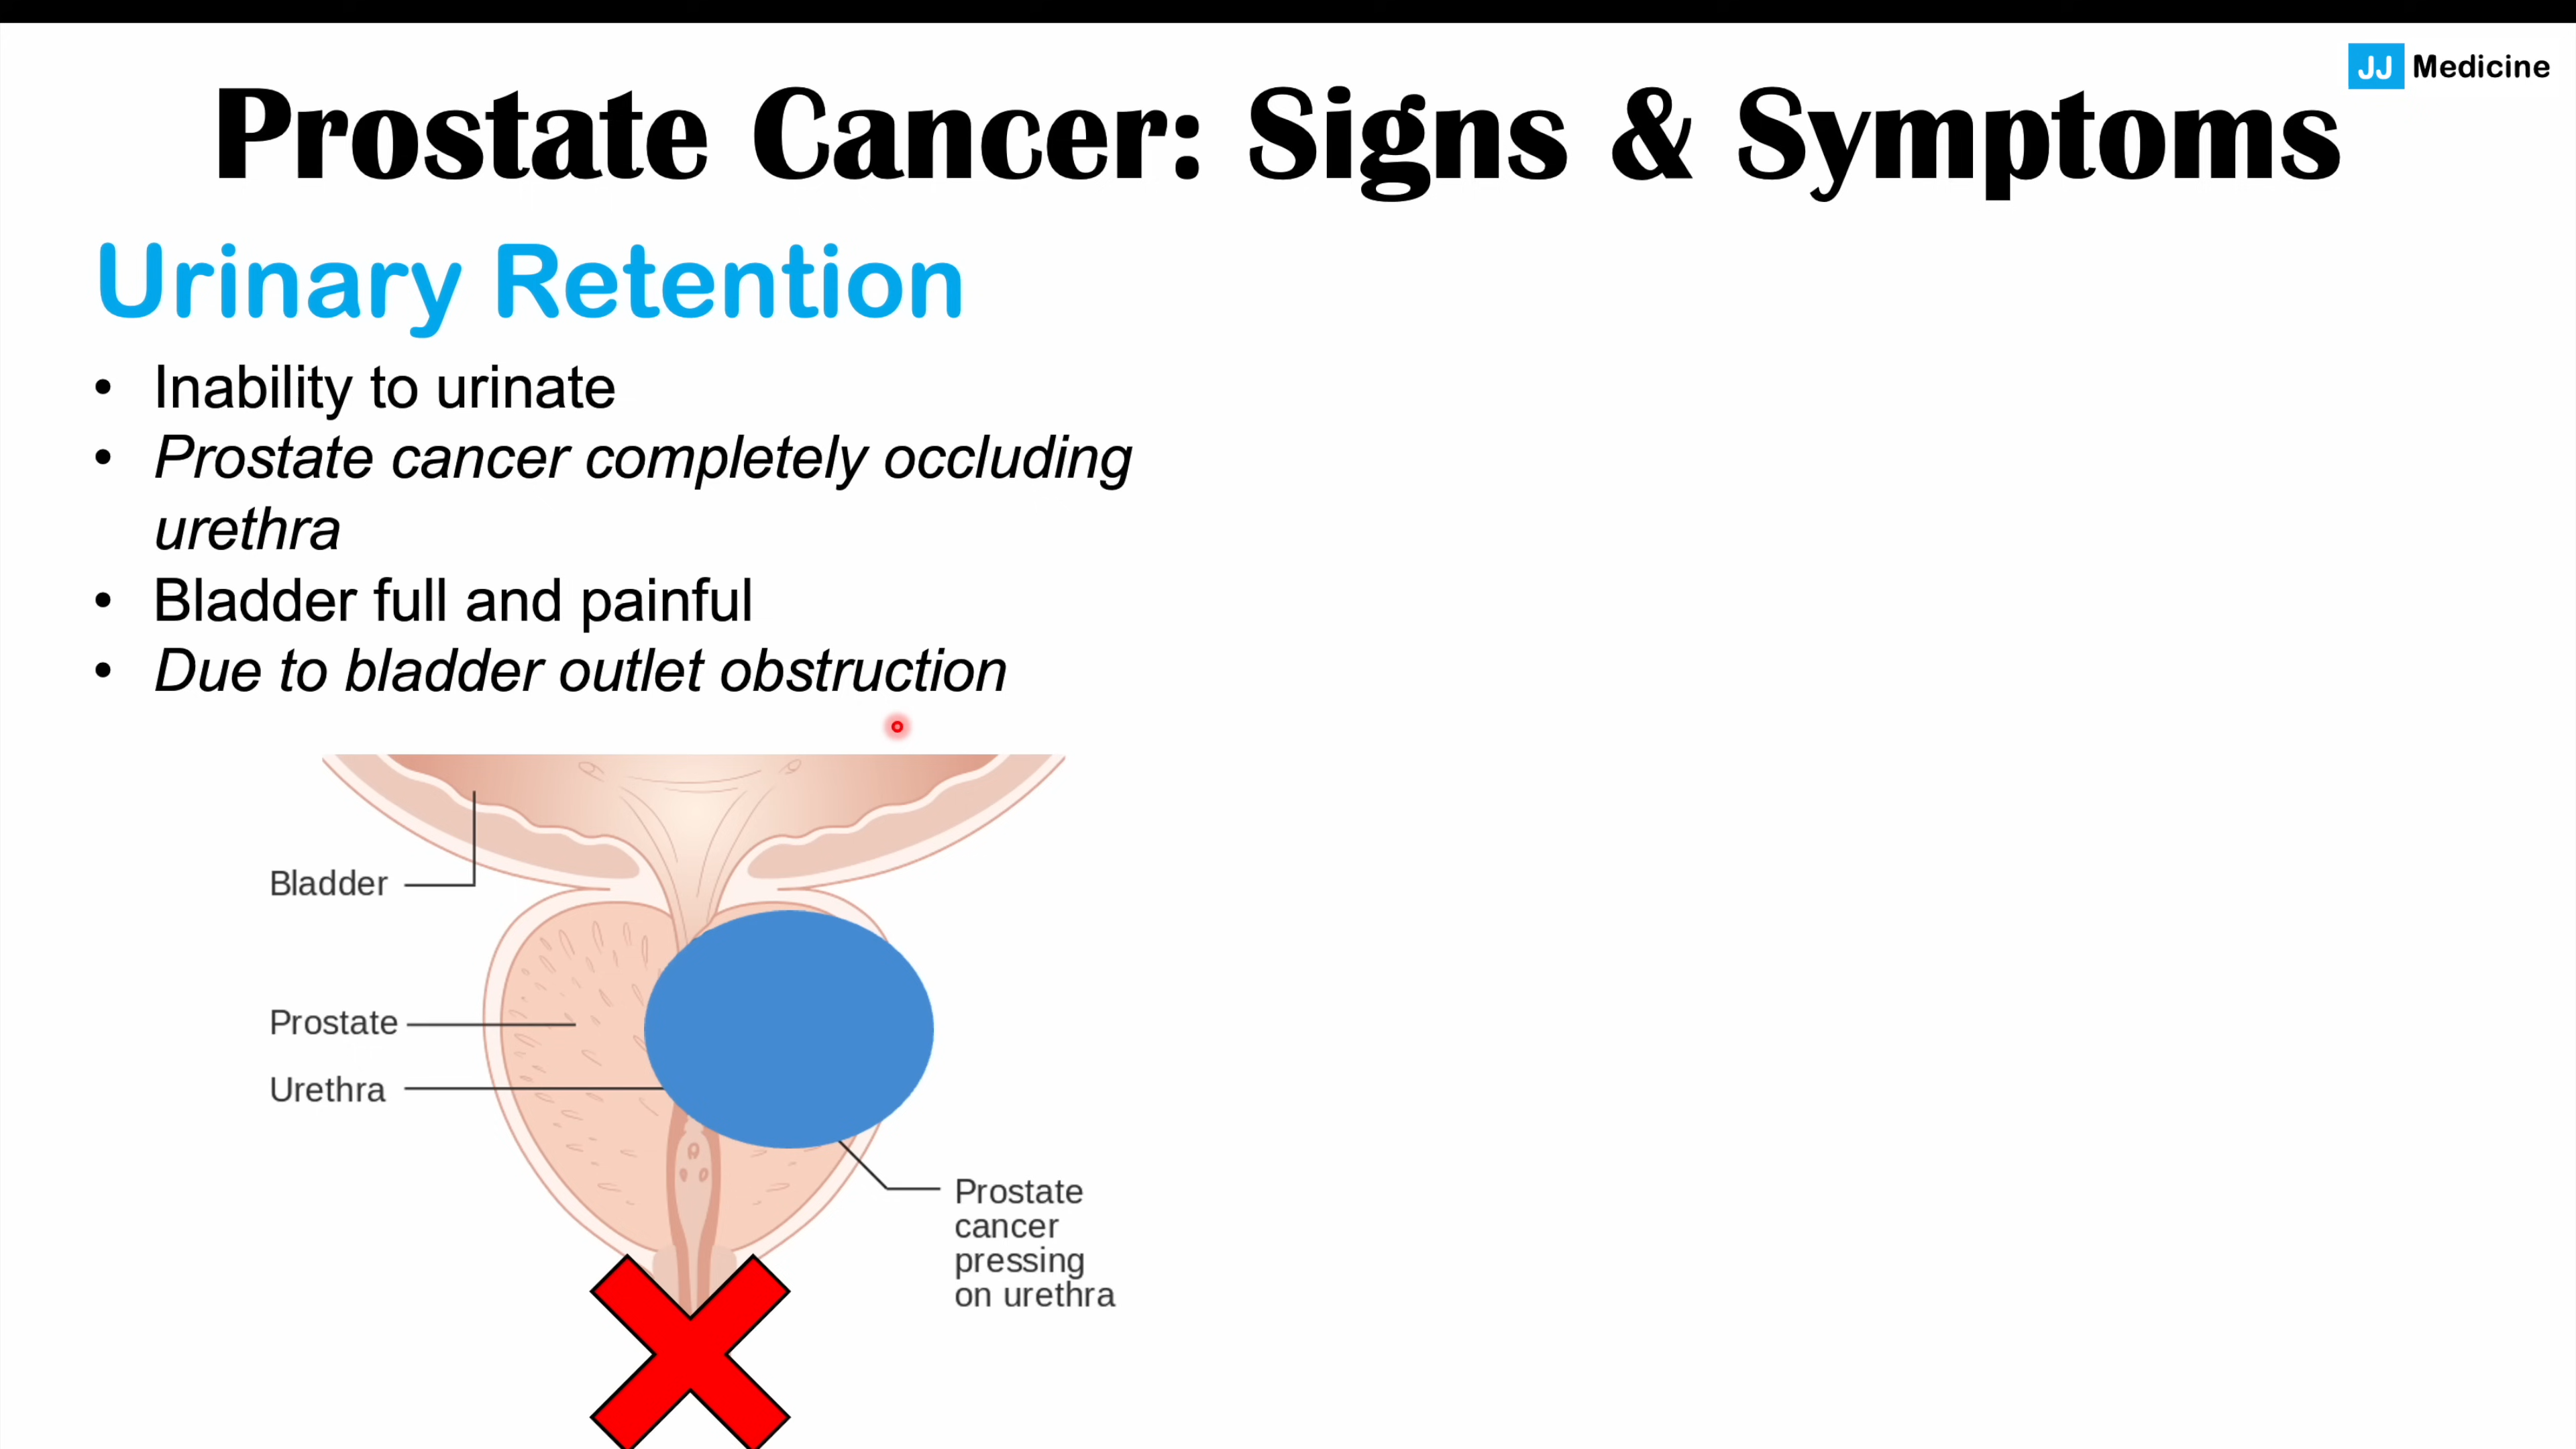 JJ Medicine
Prostate Cancer: Signs & Symptoms
Urinary Retention
• Inability to urinate
• Prostate cancer completely occluding
urethra
• Bladder full and painful
• Due to bladder outlet obstruction
Bladder
Prostate
Urethra
Prostate
cancer
pressing
on urethra